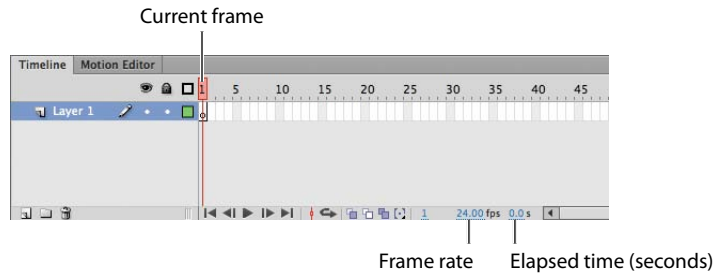 Current frame
Timeline Motion Editor
1 5 10 15 20 25 30 35 40 45
Layer 1
1 24.00 fps 0.0 s
Frame rate Elapsed time (seconds)